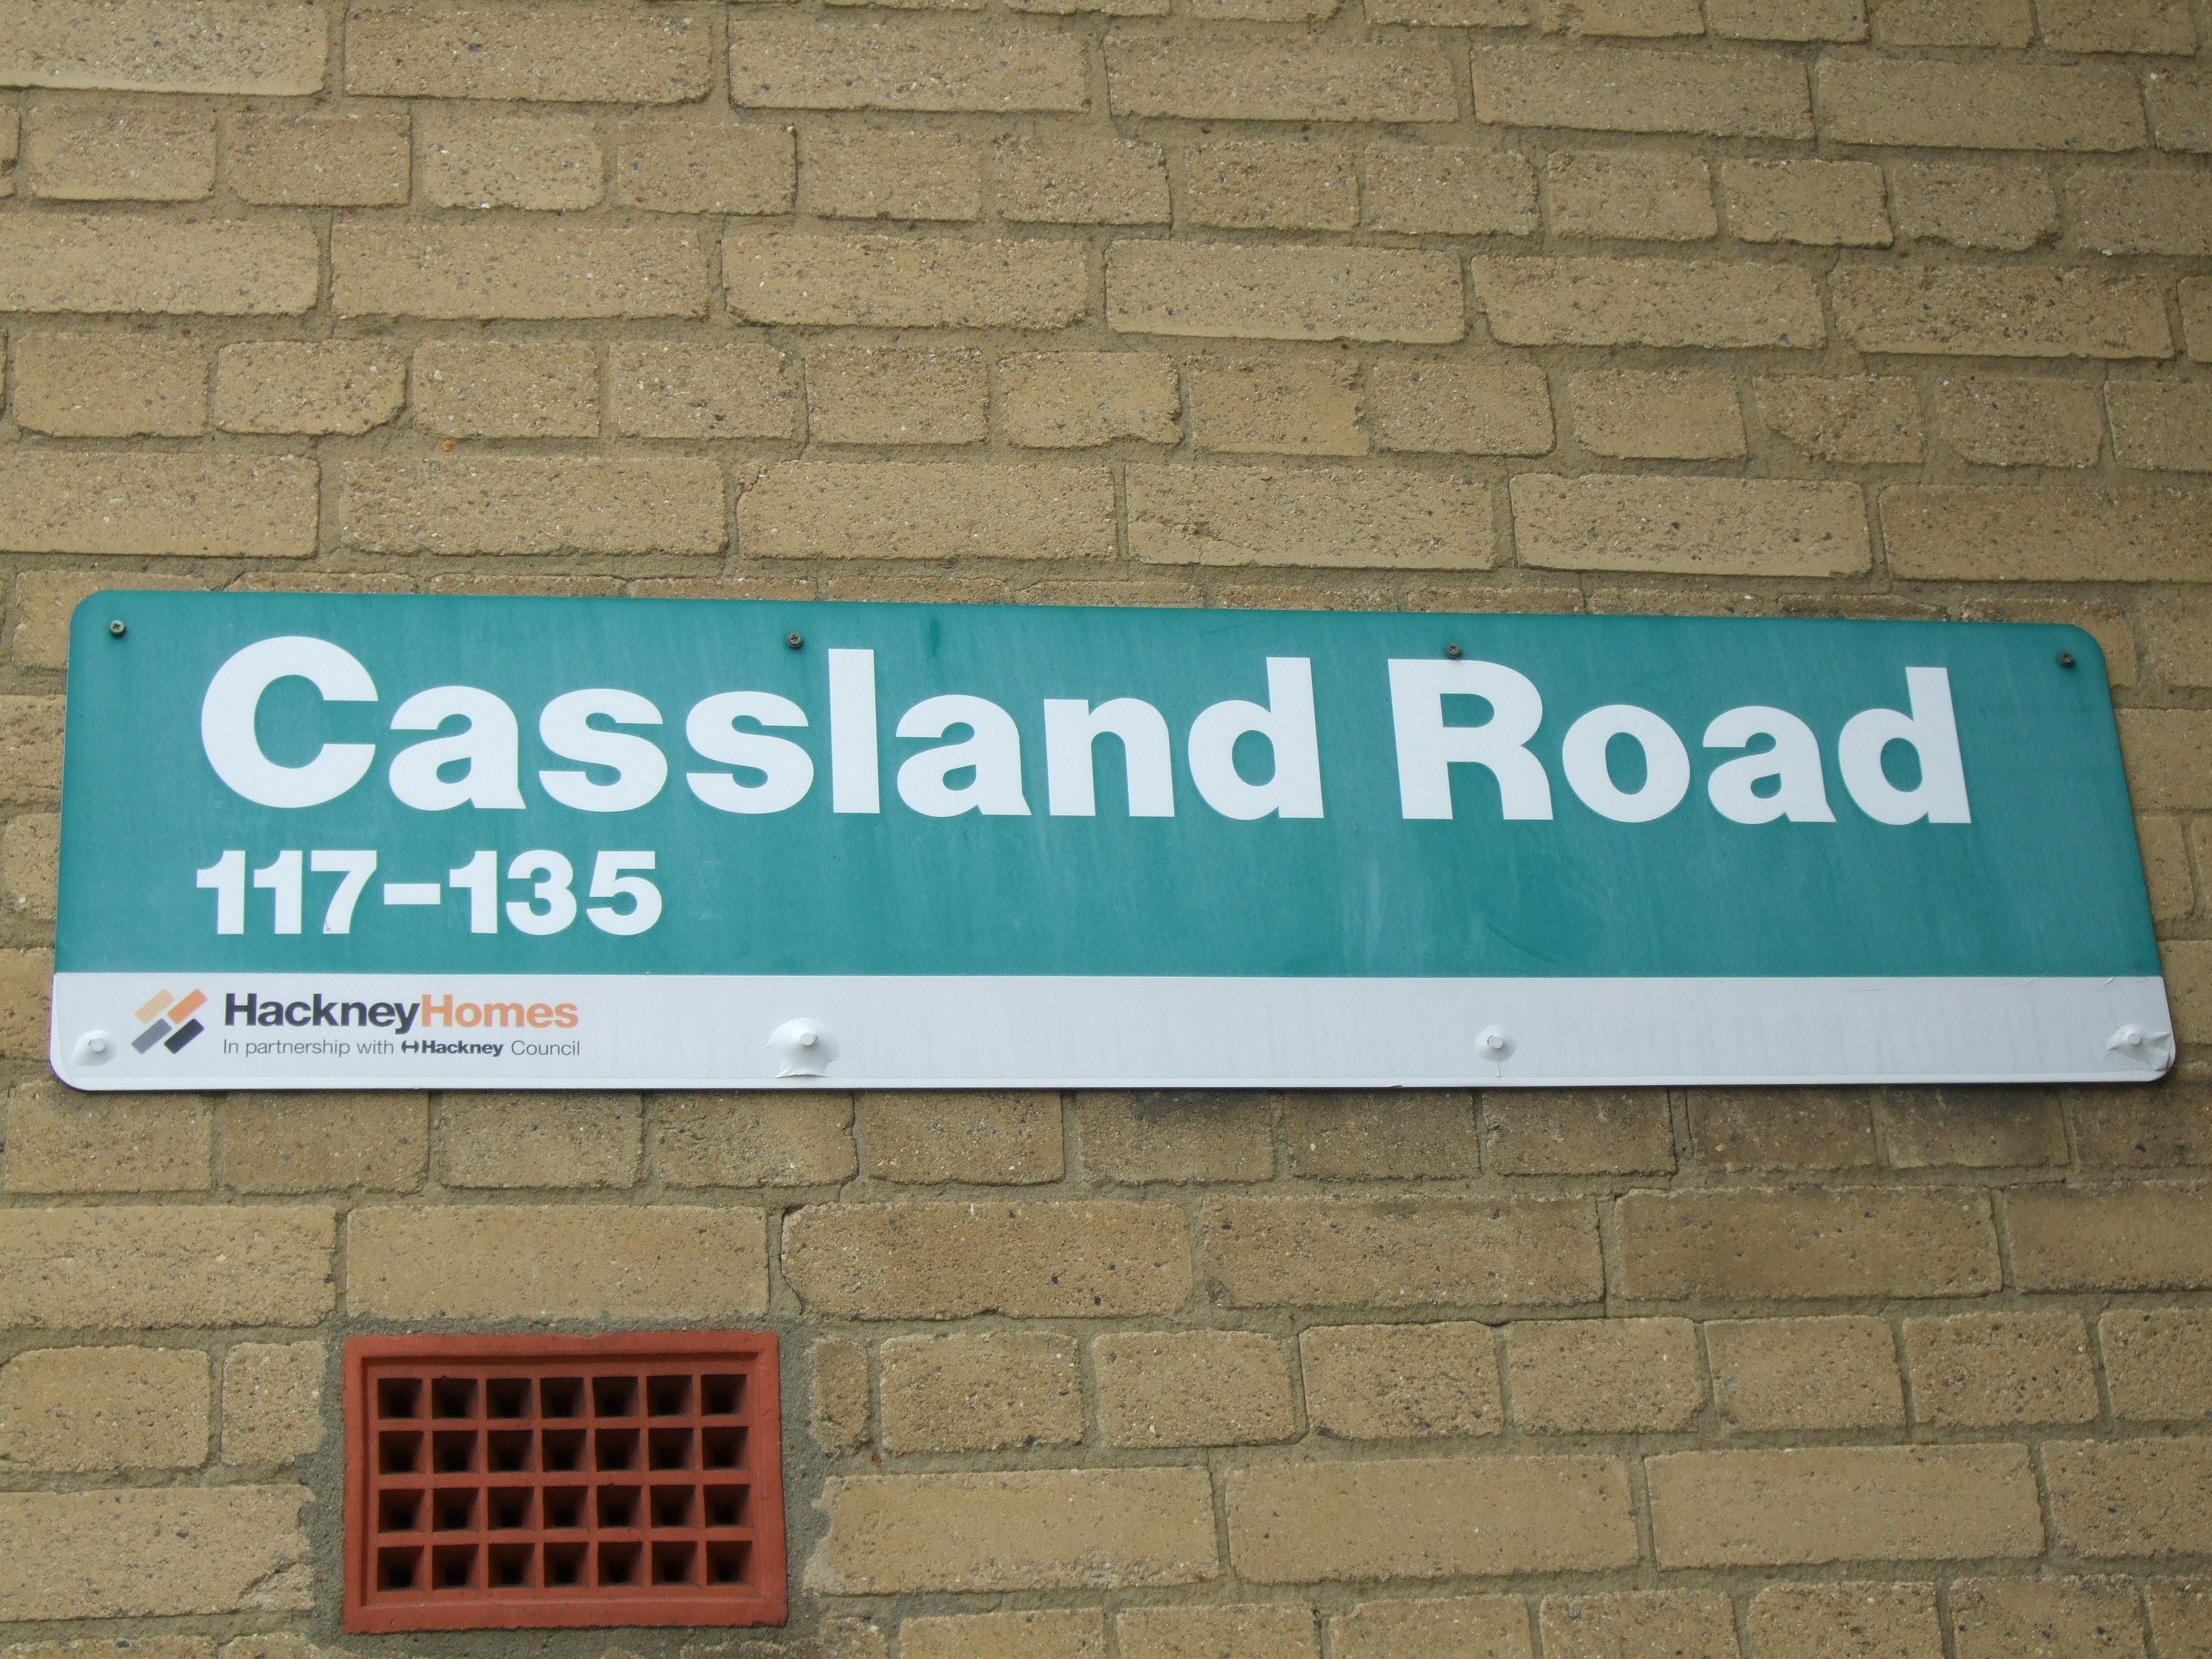 Cassland Road
117-135
HackneyHomes
In partnership with Hackney Council